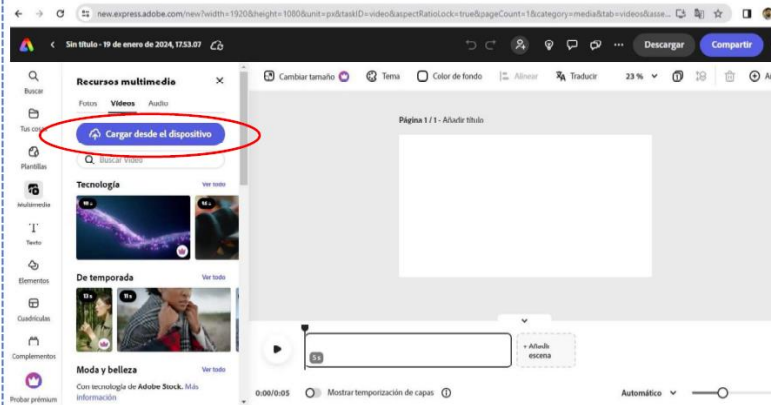 new.express.adobe.com/new?width=1920&height=1080&unit=px&taskID=video&aspectRatioLock=true&pageCount=1&category=media&tab=videos&asse...
Sin título - 19 de enero de 2024, 17.53.07
Descargar
Compartir
Buscar
Tus cosas
Plantillas
Multimedia
Texto
Elementos
Cuadrículas
Complementos
Probar prémium
Recursos multimedia
Fotos Vídeos Audio
Cargar desde el dispositivo
Buscar Vídeo
Tecnología Ver todo
De temporada Ver todo
11 s
Moda y belleza Ver todo
Con tecnología de Adobe Stock. Más
información
Cambiar tamaño Tema Color de fondo Alinear Traducir 23 %
Página 1 / 1 - Añadir título
5 s
+ Añadir
escena
0:00/0:05 Mostrar temporización de capas Automático